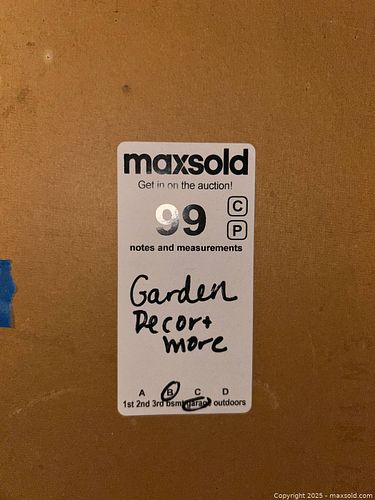 maxsold
Get in on the auction!
99
C
P
notes and measurements
Garden
Decor+
more
A B C D
1st 2nd 3rd bsmt garage outdoors
Copyright 2025 - maxsold.com